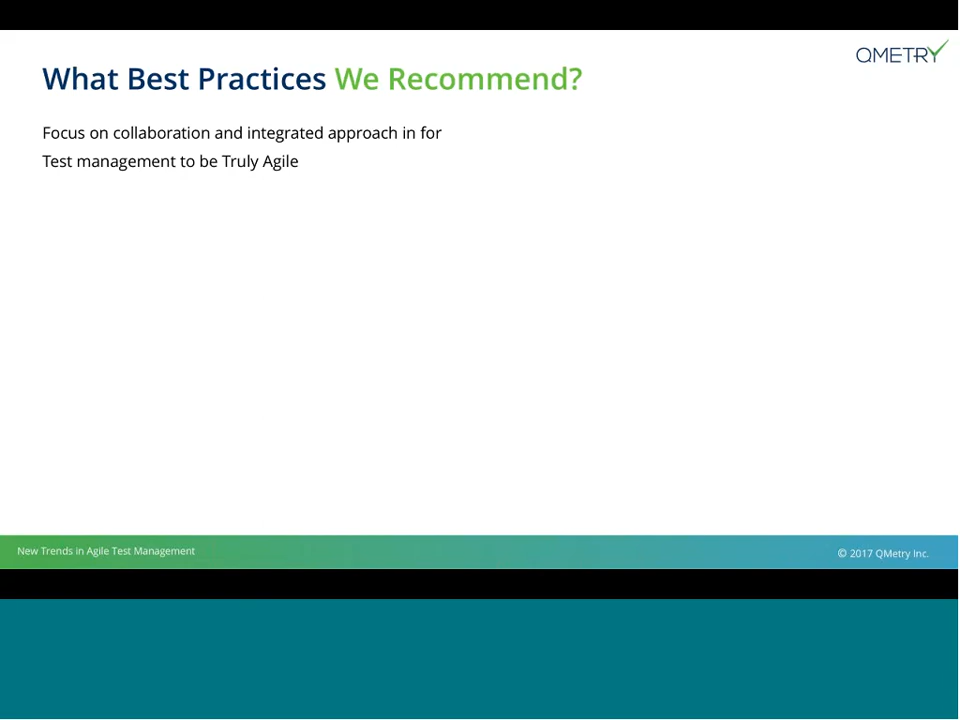 QMETRY
What Best Practices We Recommend?
Focus on collaboration and integrated approach in for
Test management to be Truly Agile
New Trends in Agile Test Management
© 2017 QMetry Inc.